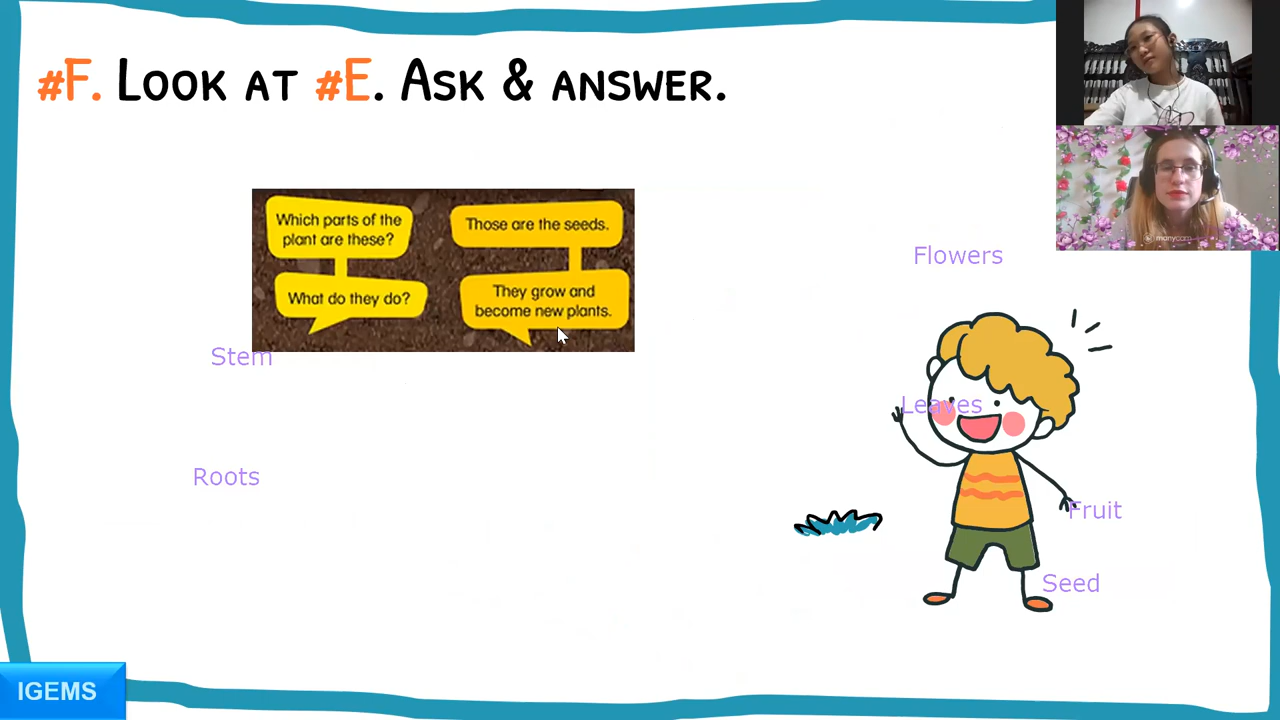 #F. LOOK AT #E. ASK & ANSWER.
Which parts of the
plant are these?
What do they do?
Those are the seeds.
They grow and
become new plants.
Flowers
Stem
Leaves
Roots
Fruit
Seed
IGEMS
manycam